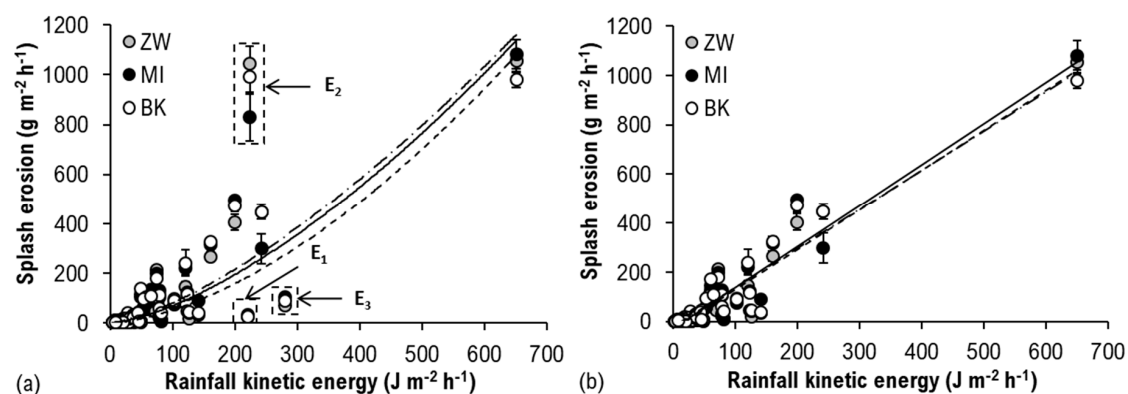 1200
1000
800
600
400
200
0
Splash erosion (g m⁻² h⁻¹)
ZW
MI
BK
E₂
E₁
E₃
0 100 200 300 400 500 600 700
(a) Rainfall kinetic energy (J m⁻² h⁻¹)
1200
1000
800
600
400
200
0
Splash erosion (g m⁻² h⁻¹)
ZW
MI
BK
0 100 200 300 400 500 600 700
(b) Rainfall kinetic energy (J m⁻² h⁻¹)